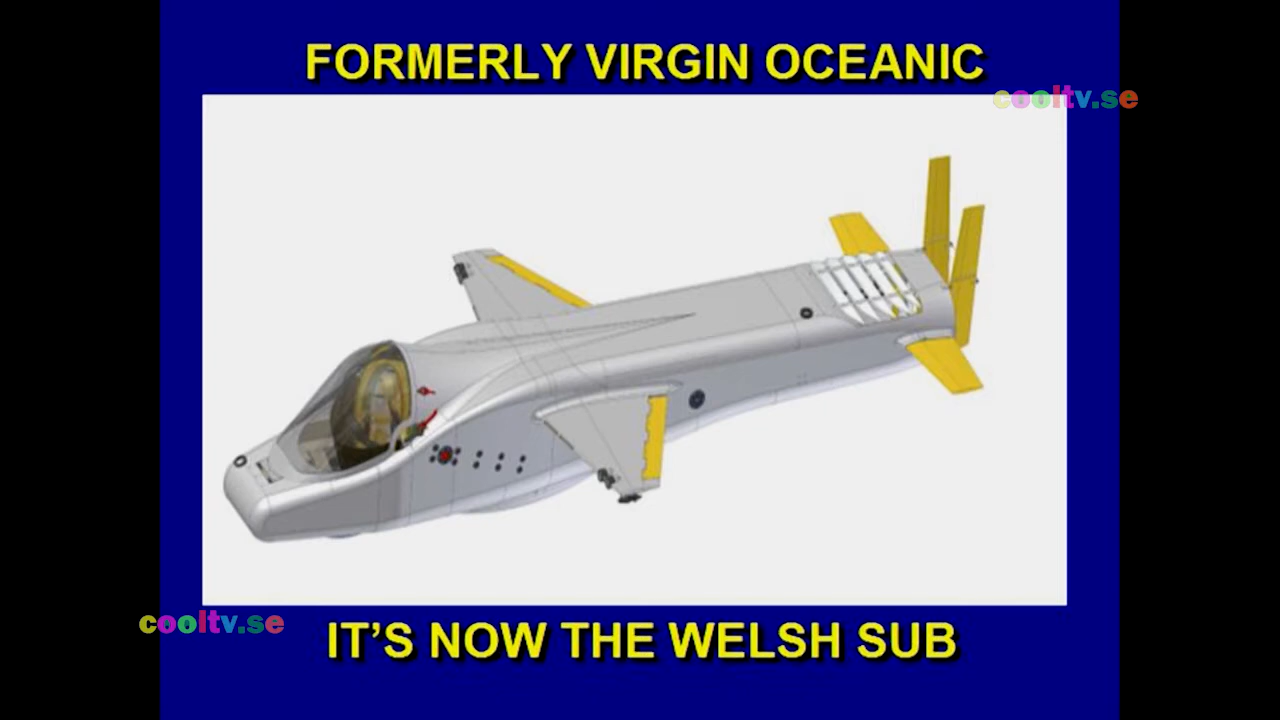 FORMERLY VIRGIN OCEANIC
cooltv.se
cooltv.se
IT'S NOW THE WELSH SUB